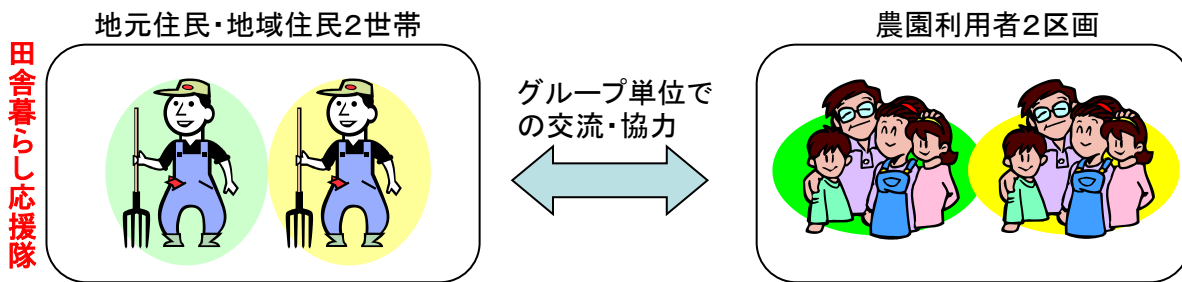 田舎暮らし応援隊
地元住民・地域住民2世帯
グループ単位で
の交流・協力
農園利用者2区画